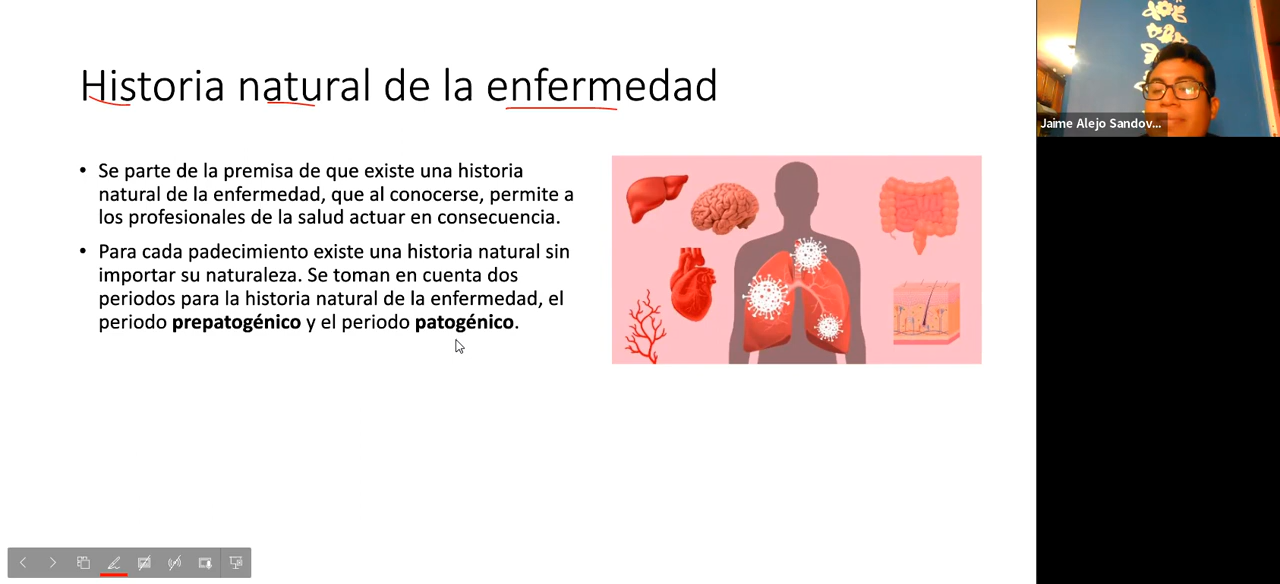 Historia natural de la enfermedad
• Se parte de la premisa de que existe una historia
natural de la enfermedad, que al conocerse, permite a
los profesionales de la salud actuar en consecuencia.
• Para cada padecimiento existe una historia natural sin
importar su naturaleza. Se toman en cuenta dos
periodos para la historia natural de la enfermedad, el
periodo prepatogénico y el periodo patogénico.
Jaime Alejo Sandov...